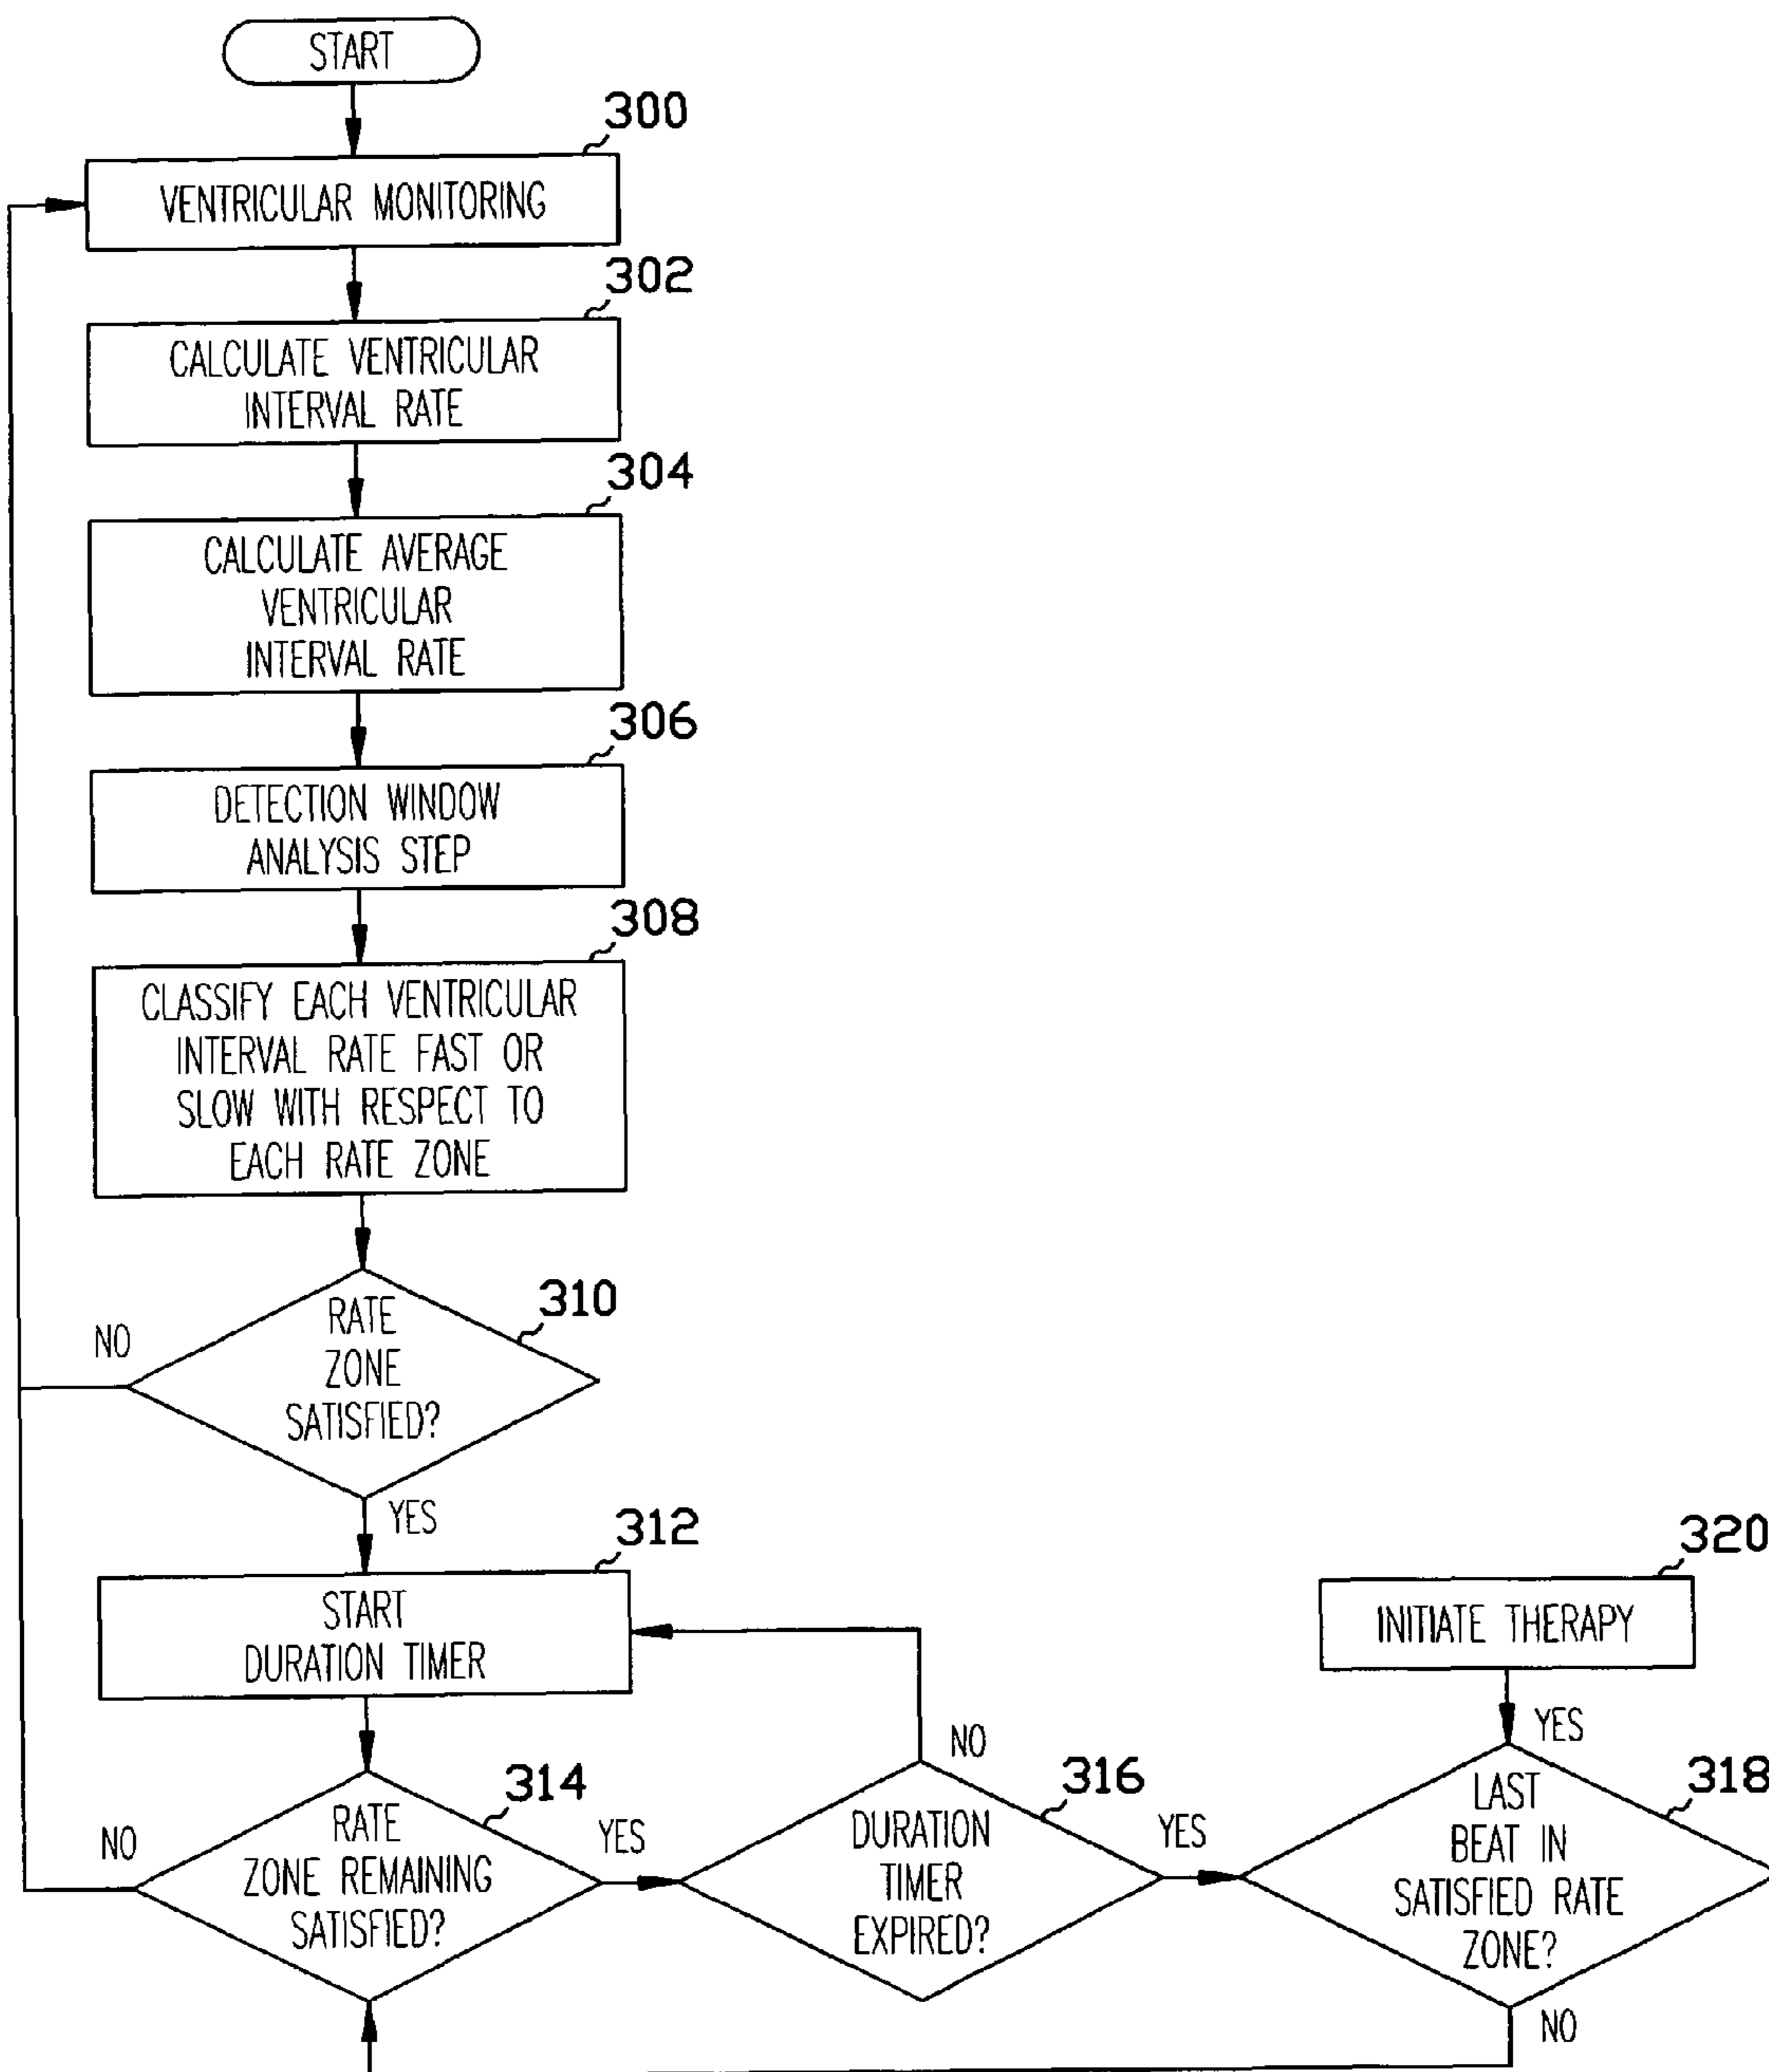 START
300
VENTRICULAR MONITORING
302
CALCULATE VENTRICULAR
INTERVAL RATE
304
CALCULATE AVERAGE
VENTRICULAR
INTERVAL RATE
306
DETECTION WINDOW
ANALYSIS STEP
308
CLASSIFY EACH VENTRICULAR
INTERVAL RATE FAST OR
SLOW WITH RESPECT TO
EACH RATE ZONE
310
RATE
ZONE
SATISFIED?
NO
YES
312
START
DURATION TIMER
314
RATE
ZONE REMAINING
SATISFIED?
NO
YES
316
DURATION
TIMER
EXPIRED?
NO
YES
318
LAST
BEAT IN
SATISFIED RATE
ZONE?
YES
NO
320
INITIATE THERAPY